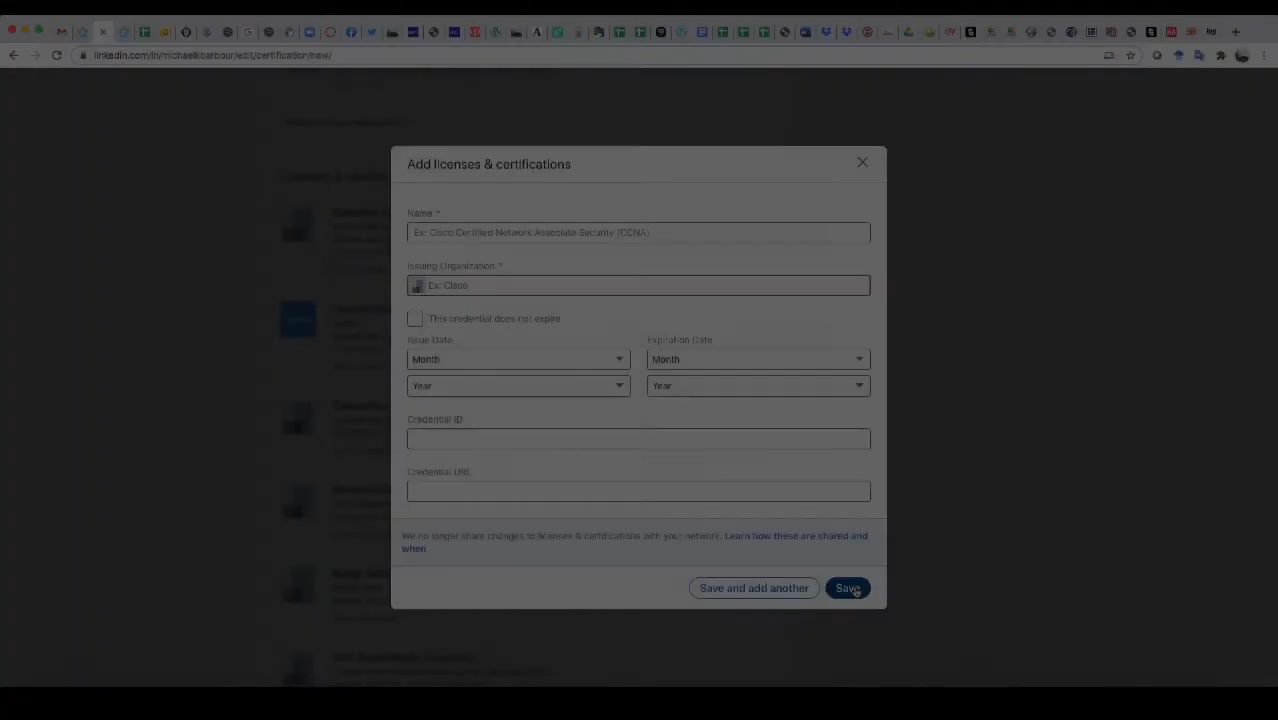 linkedin.com/in/michaelkbarbour/edit/certification/new/
Add licenses & certifications
Name *
Ex: Cisco Certified Network Associate Security (CCNA)
Issuing Organization *
Ex: Cisco
This credential does not expire
Issue Date
Expiration Date
Month
Month
Year
Year
Credential ID
Credential URL
We no longer share changes to licenses & certifications with your network. Learn how these are shared and
when
Save and add another
Save